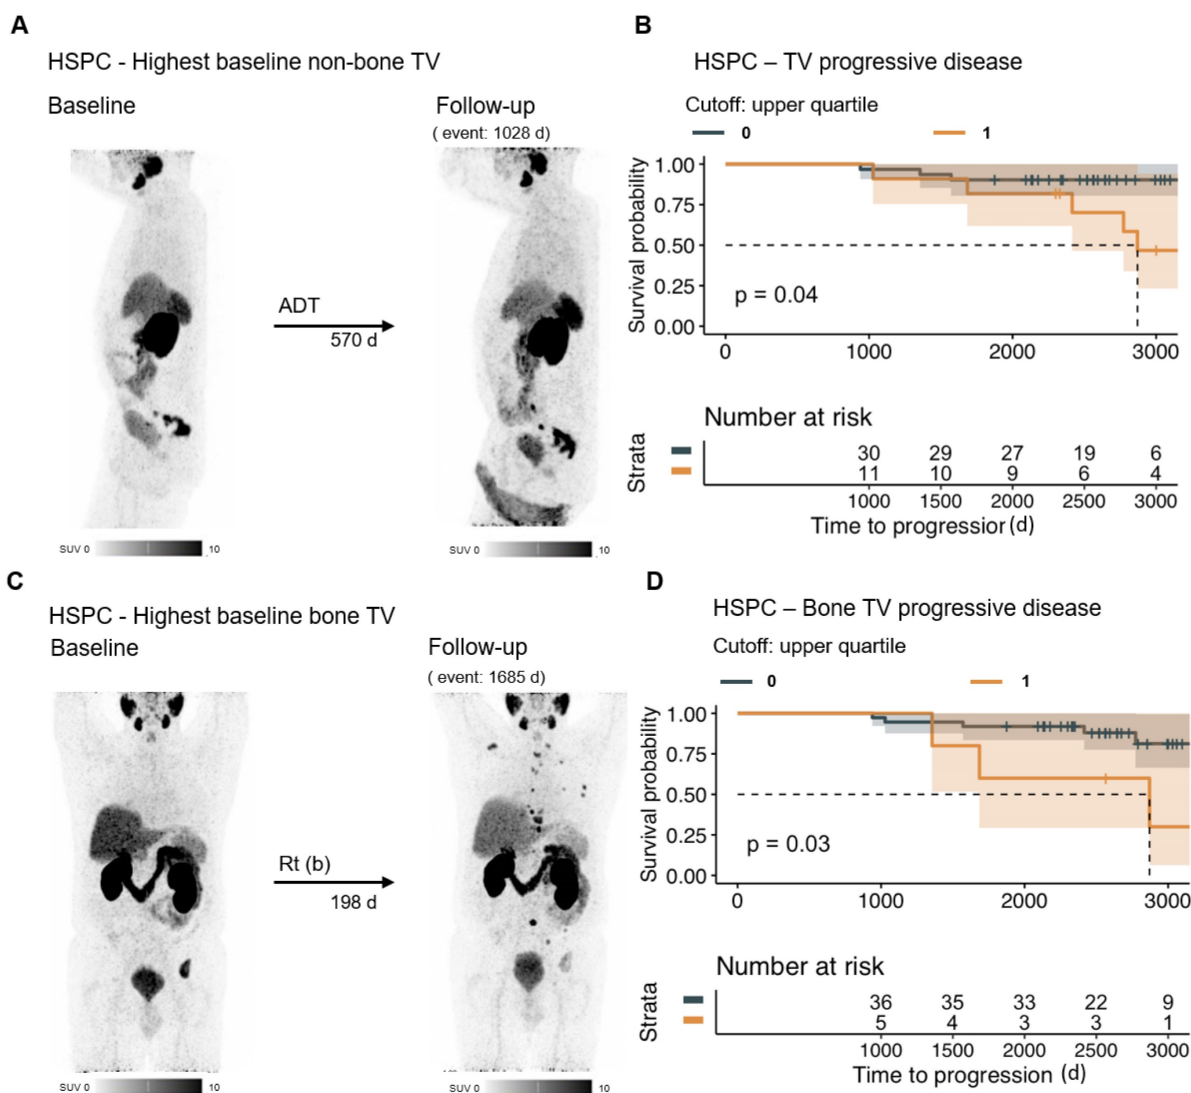 A
HSPC - Highest baseline non-bone TV
Baseline
Follow-up
( event: 1028 d)
ADT
570 d
SUV 0
10
SUV 0
10
B
HSPC – TV progressive disease
Cutoff: upper quartile
0
1
Survival probability
1.00
0.75
0.50
0.25
0.00
p = 0.04
0 1000 2000 3000
Number at risk
Strata
30 29 27 19 6
11 10 9 6 4
1000 1500 2000 2500 3000
Time to progressior (d)
C
HSPC - Highest baseline bone TV
Baseline
Follow-up
( event: 1685 d)
Rt (b)
198 d
SUV 0
10
SUV 0
10
D
HSPC – Bone TV progressive disease
Cutoff: upper quartile
0
1
Survival probability
1.00
0.75
0.50
0.25
0.00
p = 0.03
0 1000 2000 3000
Number at risk
Strata
36 35 33 22 9
5 4 3 3 1
1000 1500 2000 2500 3000
Time to progression (d)